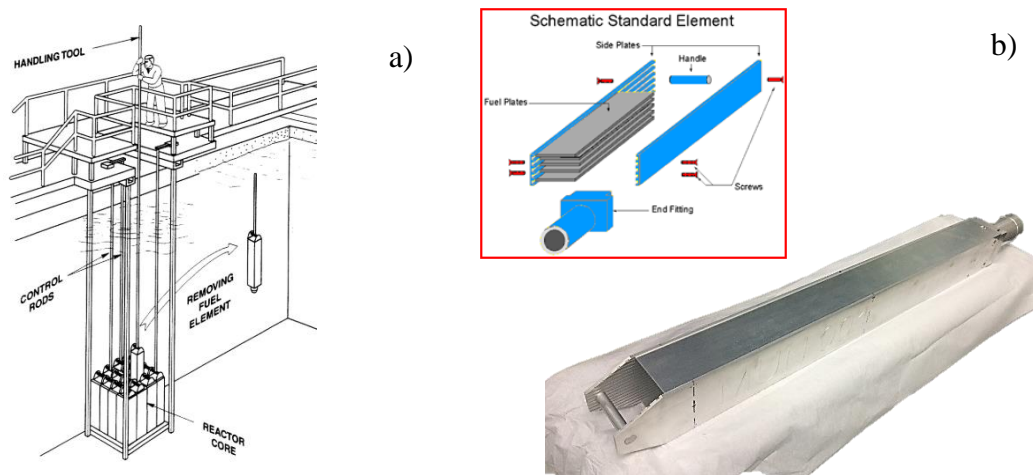 HANDLING TOOL
a)
CONTROL
RODS
REMOVING
FUEL
ELEMENT
REACTOR
CORE
Schematic Standard Element
b)
Side Plates
Handle
Fuel Plates
Screws
End Fitting